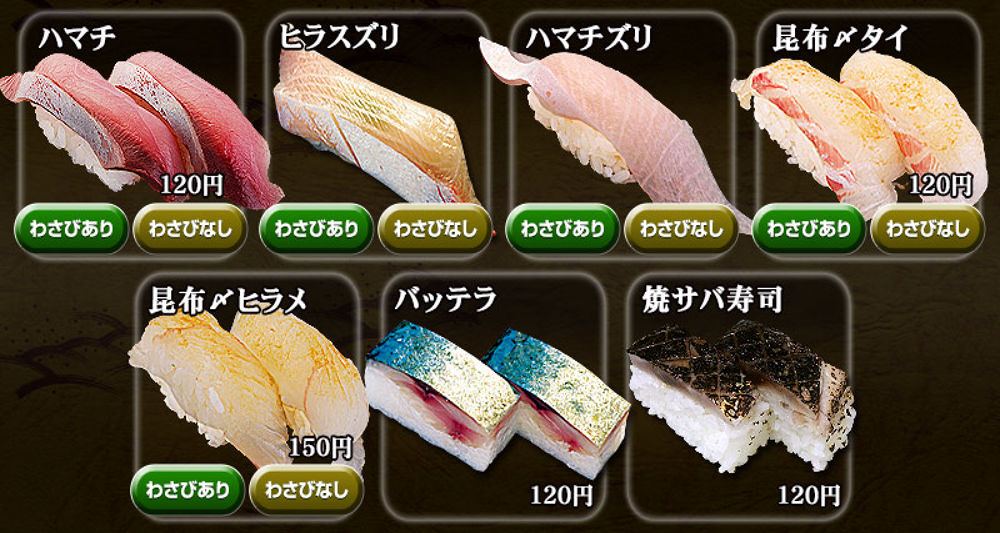 ハマチ
120円
わさびあり
わさびなし
ヒラスズリ
わさびあり
わさびなし
ハマチズリ
わさびあり
わさびなし
昆布〆タイ
120円
わさびあり
わさびなし
昆布〆ヒラメ
150円
わさびあり
わさびなし
バッテラ
120円
焼サバ寿司
120円